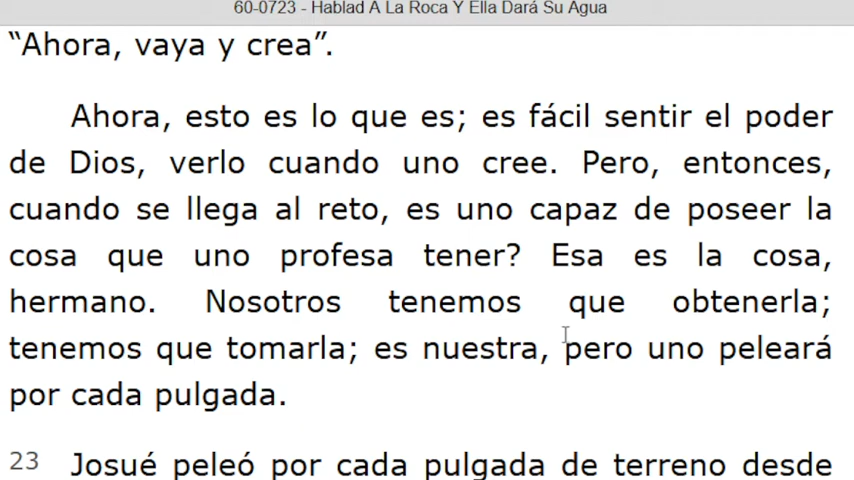 60-0723 - Hablad A La Roca Y Ella Dará Su Agua
“Ahora, vaya y crea”.
Ahora, esto es lo que es; es fácil sentir el poder
de Dios, verlo cuando uno cree. Pero, entonces,
cuando se llega al reto, es uno capaz de poseer la
cosa que uno profesa tener? Esa es la cosa,
hermano. Nosotros tenemos que obtenerla;
tenemos que tomarla; es nuestra, pero uno peleará
por cada pulgada.
23 Josué peleó por cada pulgada de terreno desde